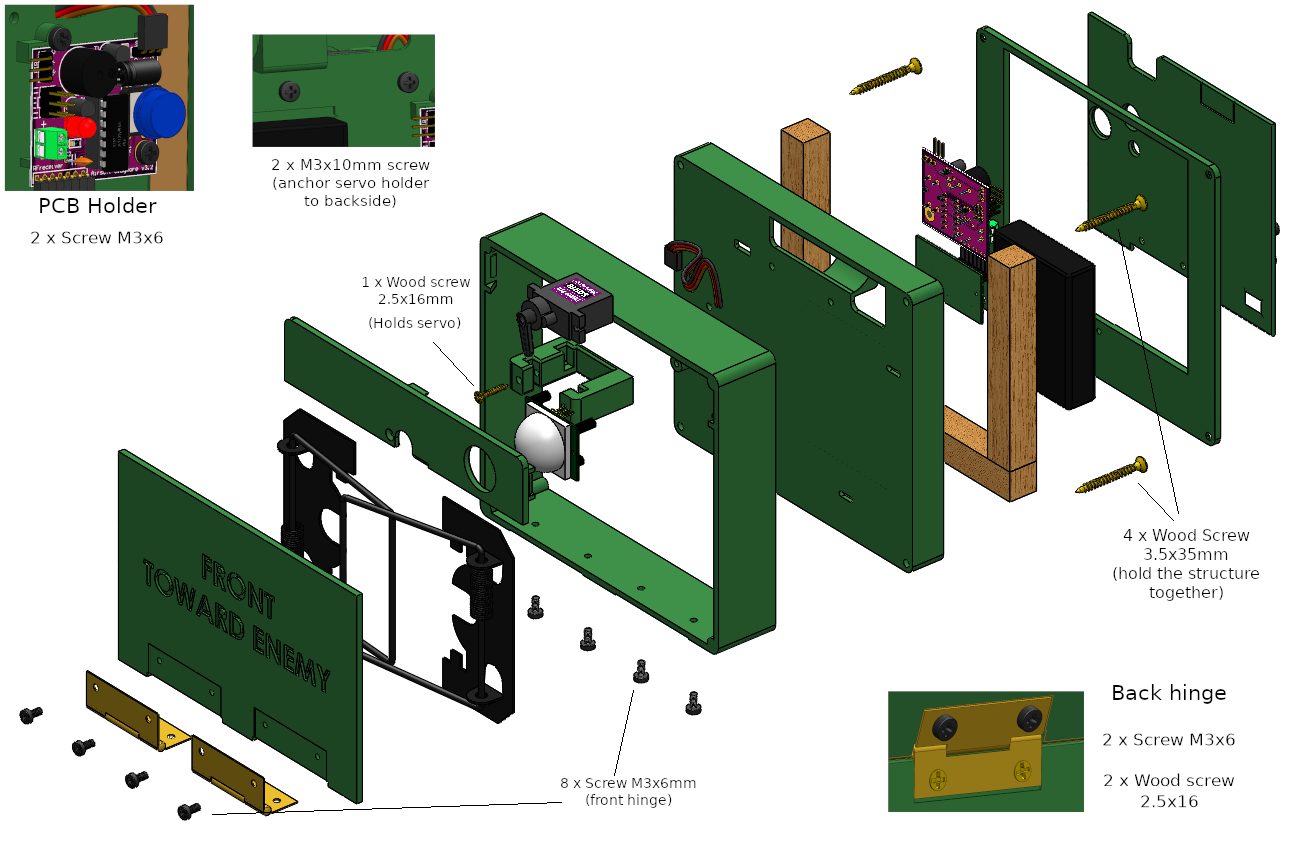 PCB Holder
2 x Screw M3x6
2 x M3x10mm screw
(anchor servo holder
to backside)
1 x Wood screw
2.5x16mm
(Holds servo)
FRONT
TOWARD ENEMY
4 x Wood Screw
3.5x35mm
(hold the structure
together)
8 x Screw M3x6mm
(front hinge)
Back hinge
2 x Screw M3x6
2 x Wood screw
2.5x16